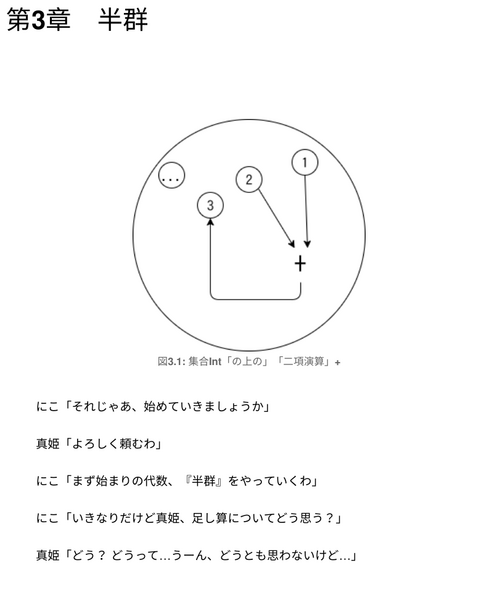 第3章　半群
1
2
...
3
+
図3.1: 集合Int「の上の」「二項演算」+
にこ「それじゃあ、始めていきましょうか」
真姫「よろしく頼むわ」
にこ「まず始まりの代数、『半群』をやっていくわ」
にこ「いきなりだけど真姫、足し算についてどう思う？」
真姫「どう？ どうって…うーん、どうとも思わないけど…」